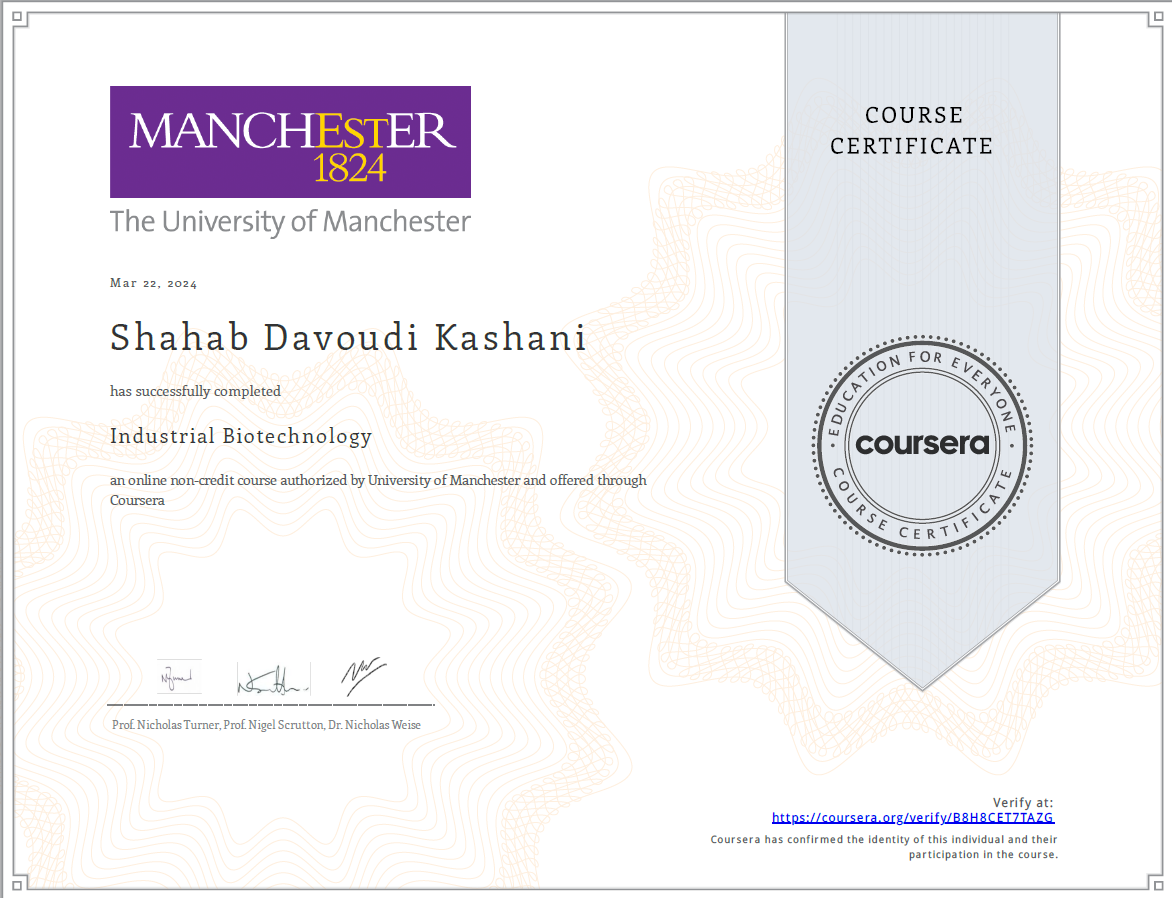 MANCHEsTER
1824
The University of Manchester
COURSE
CERTIFICATE
Mar 22, 2024
Shahab Davoudi Kashani
has successfully completed
Industrial Biotechnology
an online non-credit course authorized by University of Manchester and offered through
Coursera
EDUCATION FOR EVERYONE
coursera
COURSE CERTIFICATE
Prof. Nicholas Turner, Prof. Nigel Scrutton, Dr. Nicholas Weise
Verify at:
https://coursera.org/verify/B8H8CET7TAZG
Coursera has confirmed the identity of this individual and their
participation in the course.